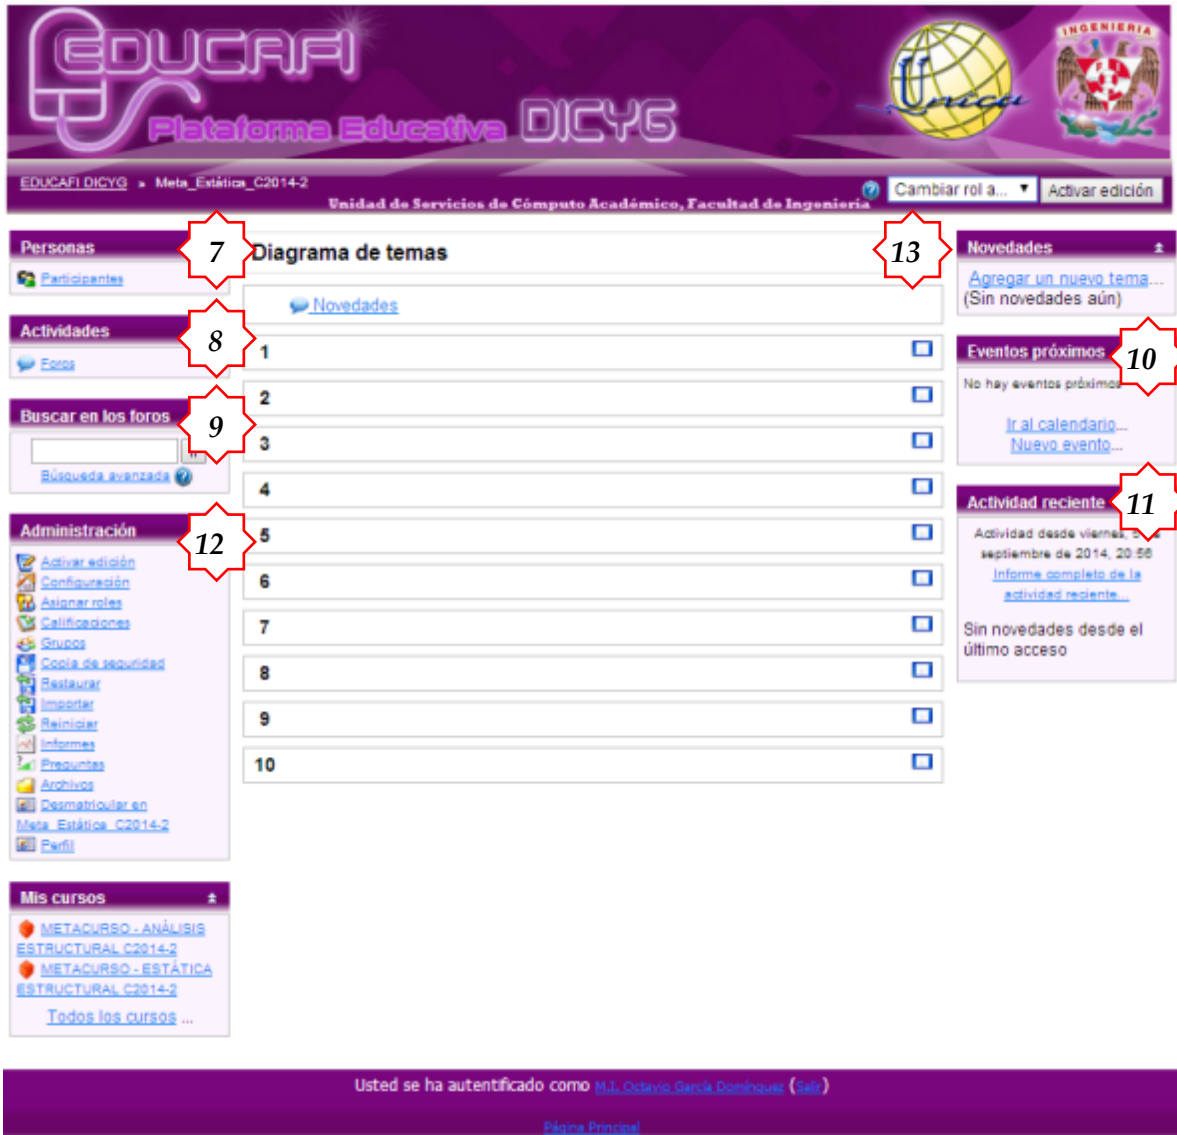 EDUCAFI
Plataforma Educativa DICYG
Unica
INGENIERIA
EDUCAFI DICYG » Meta_Estática_C2014-2
Cambiar rol a...
Activar edición
Unidad de Servicios de Cómputo Académico, Facultad de Ingeniería
Personas
7
Participantes
Actividades
8
Foros
Buscar en los foros
9
Búsqueda avanzada
Administración
12
Activar edición
Configuración
Asignar roles
Calificaciones
Grupos
Copia de seguridad
Restaurar
Importar
Reiniciar
Informes
Preguntas
Archivos
Desmatricular en
Meta_Estática_C2014-2
Perfil
Mis cursos
METACURSO - ANÁLISIS
ESTRUCTURAL C2014-2
METACURSO - ESTÁTICA
ESTRUCTURAL C2014-2
Todos los cursos ...
Diagrama de temas
Novedades
1
2
3
4
5
6
7
8
9
10
13
Novedades
Agregar un nuevo tema...
(Sin novedades aún)
Eventos próximos
10
No hay eventos próximos
Ir al calendario...
Nuevo evento...
Actividad reciente
11
Actividad desde viernes, 5 de
septiembre de 2014, 20:56
Informe completo de la
actividad reciente...
Sin novedades desde el
último acceso
Usted se ha autentificado como M.I. Octavio García Domínguez (Salir)
Página Principal